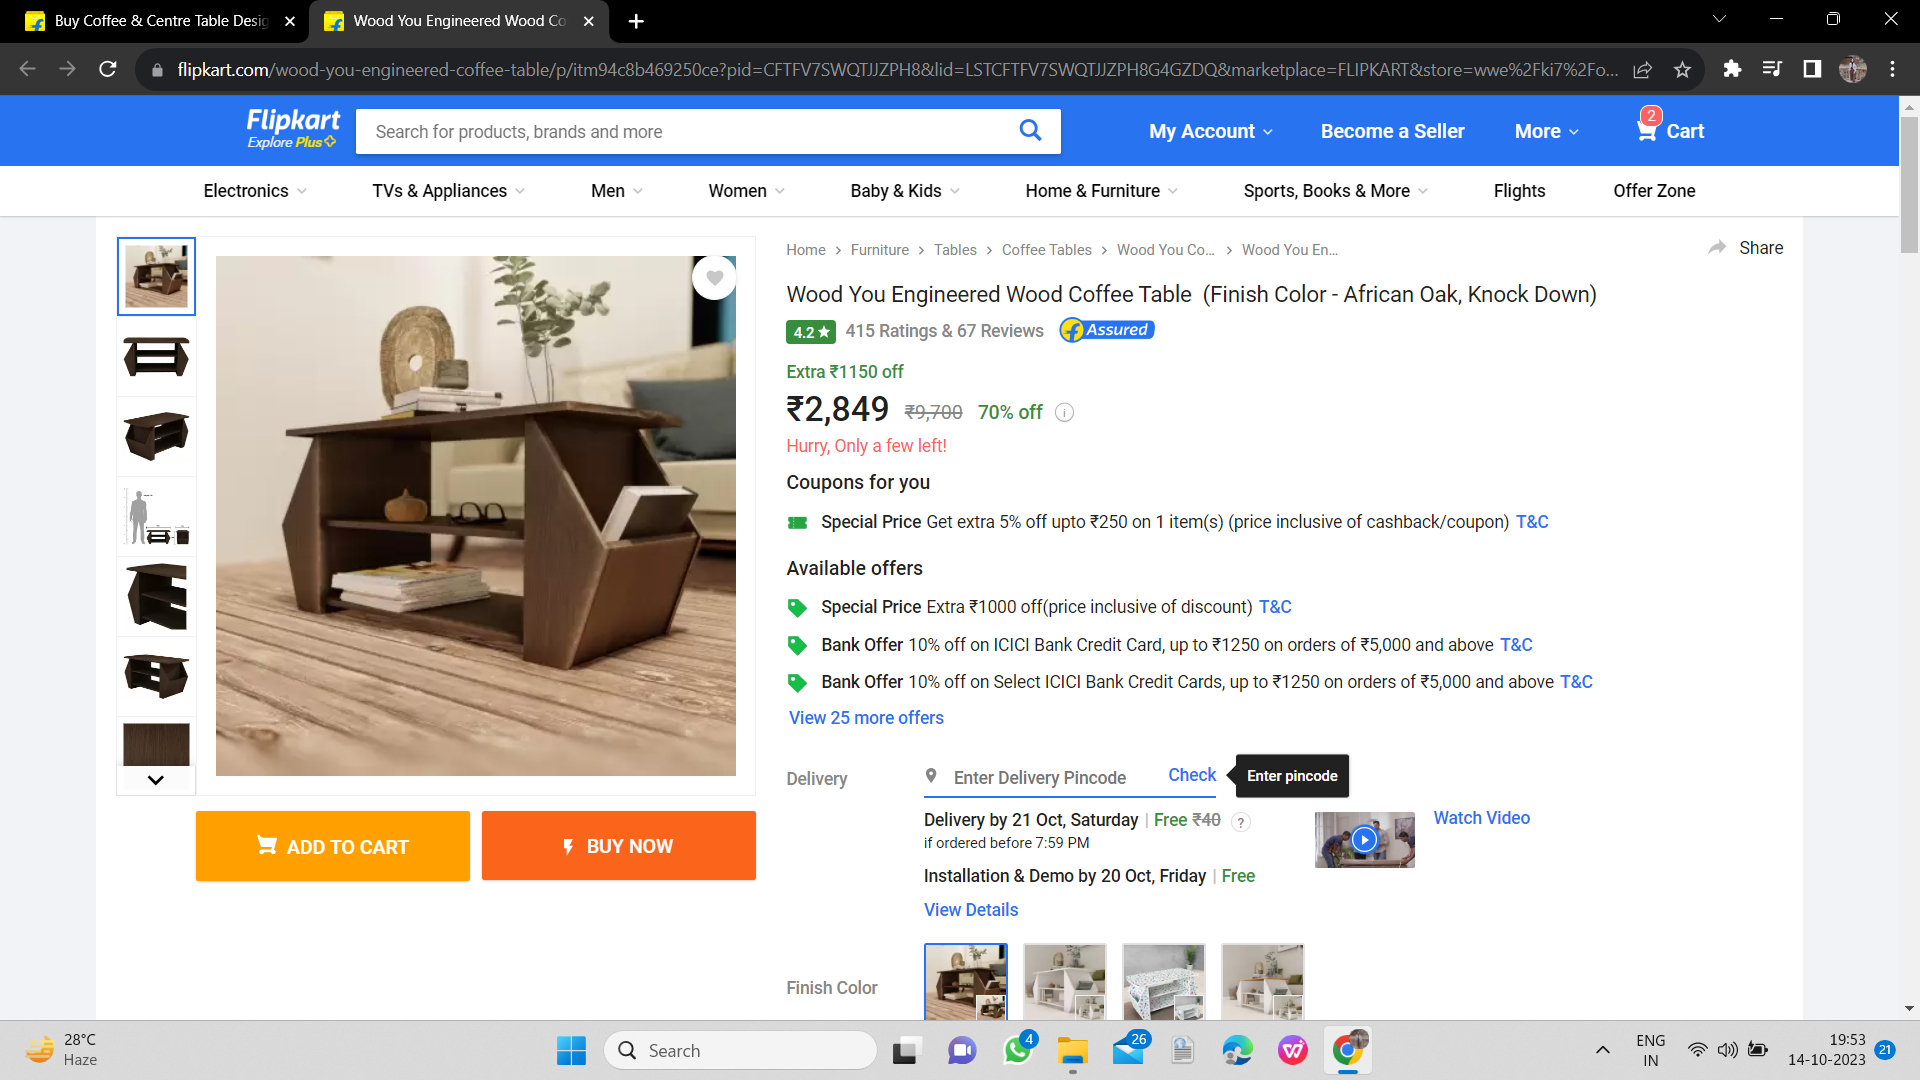 Buy Coffee & Centre Table Desig
Wood You Engineered Wood Co
flipkart.com/wood-you-engineered-coffee-table/p/itm94c8b469250ce?pid=CFTFV7SWQTJJZPH8&lid=LSTCFTFV7SWQTJJZPH8G4GZDQ&marketplace=FLIPKART&store=wwe%2Fki7%2Fo...
Flipkart
Explore Plus
Search for products, brands and more
My Account
Become a Seller
More
2
Cart
Electronics
TVs & Appliances
Men
Women
Baby & Kids
Home & Furniture
Sports, Books & More
Flights
Offer Zone
Home > Furniture > Tables > Coffee Tables > Wood You Co... > Wood You En...
Share
Wood You Engineered Wood Coffee Table (Finish Color - African Oak, Knock Down)
4.2★ 415 Ratings & 67 Reviews
Assured
Extra ₹1150 off
₹2,849 ₹9,700 70% off
Hurry, Only a few left!
Coupons for you
Special Price Get extra 5% off upto ₹250 on 1 item(s) (price inclusive of cashback/coupon) T&C
Available offers
Special Price Extra ₹1000 off(price inclusive of discount) T&C
Bank Offer 10% off on ICICI Bank Credit Card, up to ₹1250 on orders of ₹5,000 and above T&C
Bank Offer 10% off on Select ICICI Bank Credit Cards, up to ₹1250 on orders of ₹5,000 and above T&C
View 25 more offers
Delivery
Enter Delivery Pincode
Check
Enter pincode
Delivery by 21 Oct, Saturday | Free ₹40 ?
if ordered before 7:59 PM
Watch Video
Installation & Demo by 20 Oct, Friday | Free
View Details
ADD TO CART
BUY NOW
Finish Color
28°C
Haze
Search
4
26
ENG
IN
19:53
14-10-2023
21